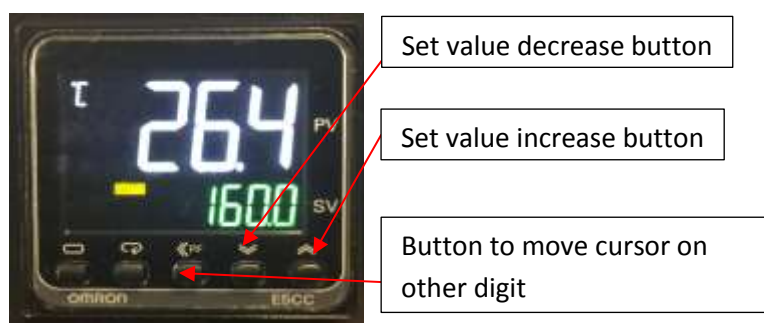 Set value decrease button
τ
26.4
PV
Set value increase button
160.0
SV
PF
Button to move cursor on
other digit
omron
E5CC